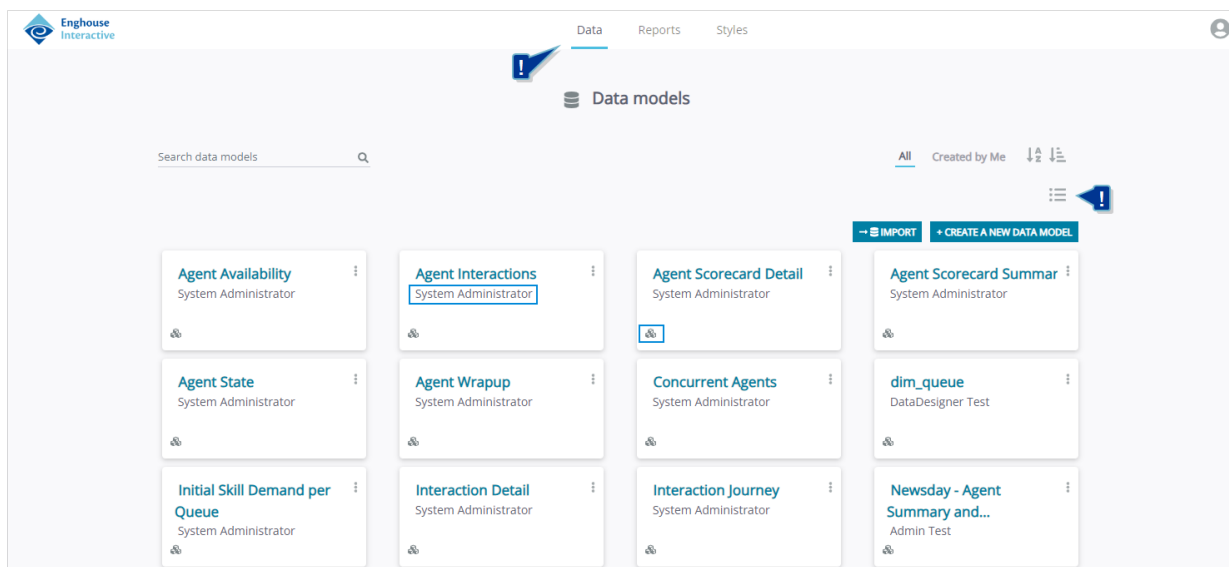 Enghouse
Interactive
Data Reports Styles
!
Data models
Search data models
All Created by Me
!
IMPORT + CREATE A NEW DATA MODEL
Agent Availability
System Administrator
Agent Interactions
System Administrator
Agent Scorecard Detail
System Administrator
Agent Scorecard Summar
System Administrator
Agent State
System Administrator
Agent Wrapup
System Administrator
Concurrent Agents
System Administrator
dim_queue
DataDesigner Test
Initial Skill Demand per
Queue
System Administrator
Interaction Detail
System Administrator
Interaction Journey
System Administrator
Newsday - Agent
Summary and...
Admin Test